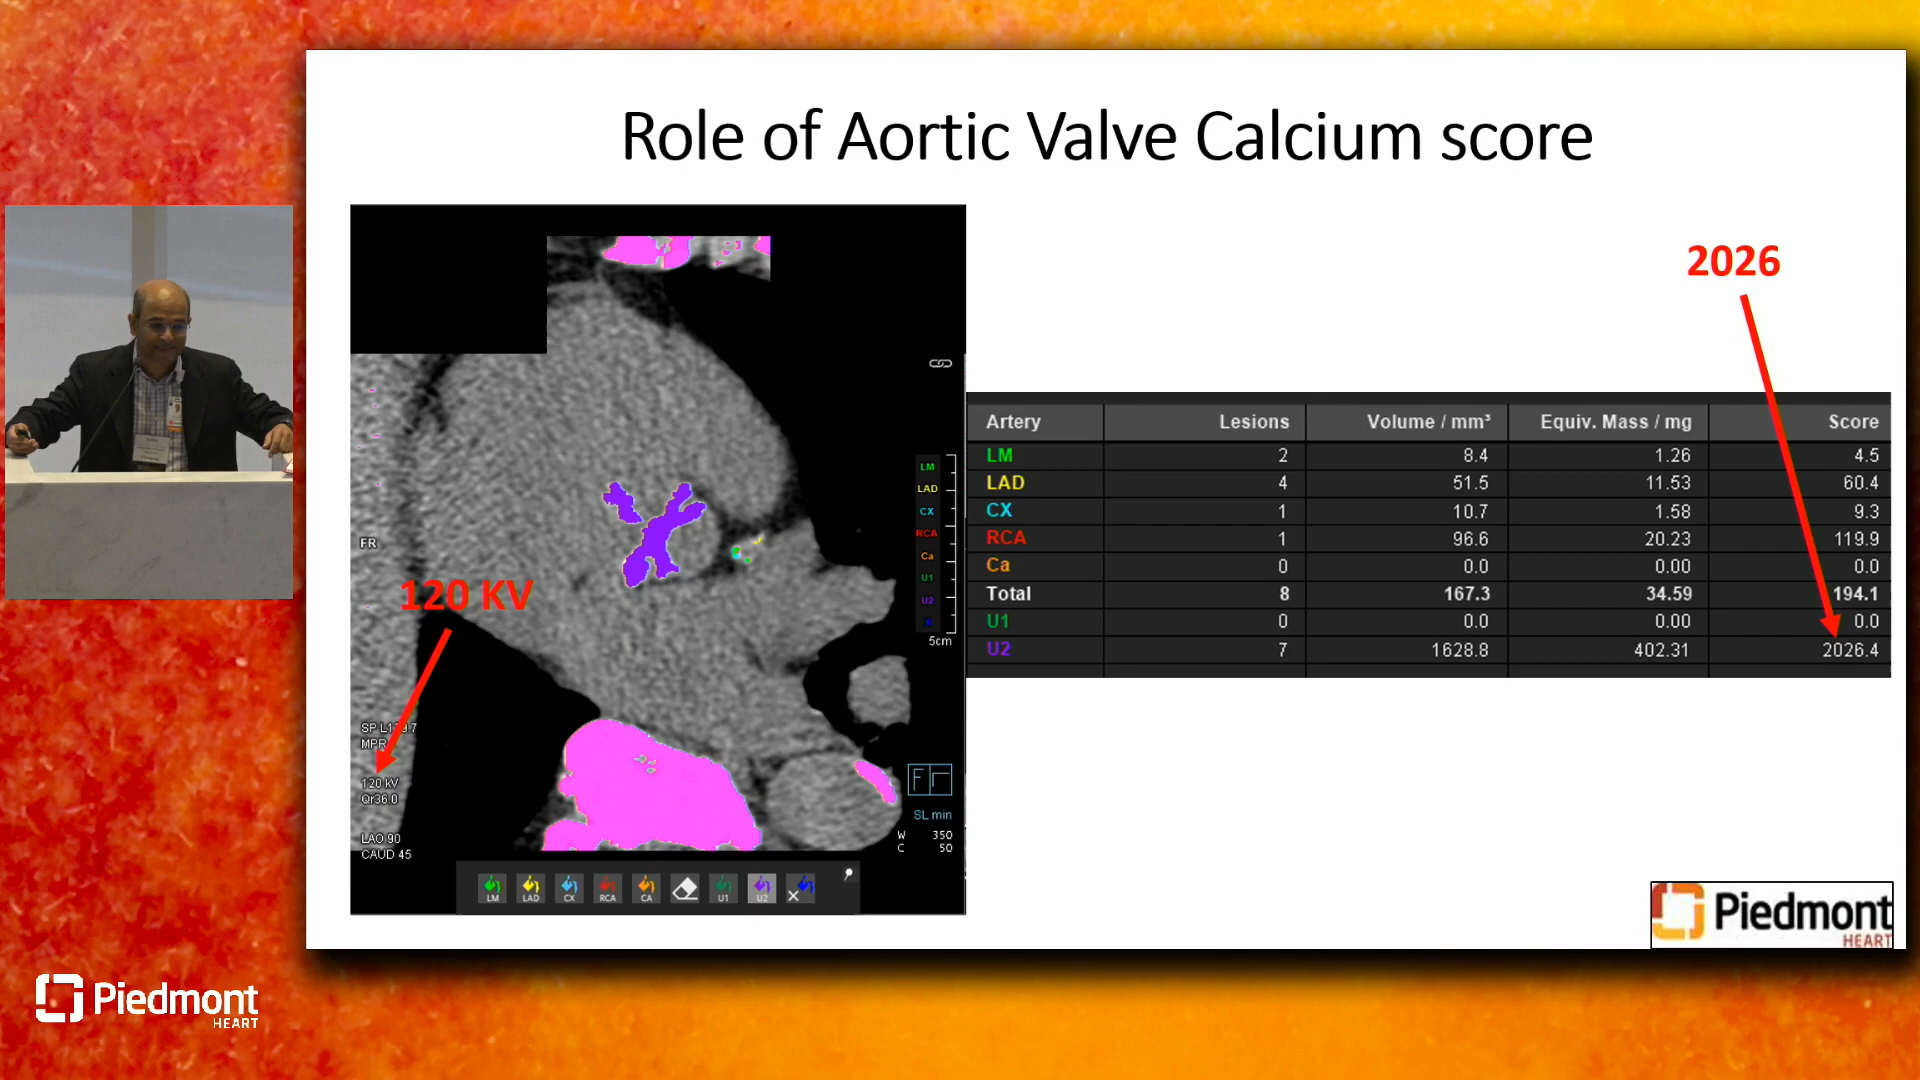 Role of Aortic Valve Calcium score
2026
Artery Lesions Volume / mm³ Equiv. Mass / mg Score
LM 2 8.4 1.26 4.5
LAD 4 51.5 11.53 60.4
CX 1 10.7 1.58 9.3
RCA 1 96.6 20.23 119.9
Ca 0 0.0 0.00 0.0
Total 8 167.3 34.59 194.1
U1 0 0.0 0.00 0.0
U2 7 1628.8 402.31 2026.4
LM
LAD
CX
RCA
Ca
U1
U2
5cm
FR
120 KV
MPR
120 kV
Qr36.0
LAO 90
CAUD 45
F
SL min
W 350
C 50
LM LAD CX RCA CA U1 U2
Piedmont
HEART
Piedmont
HEART